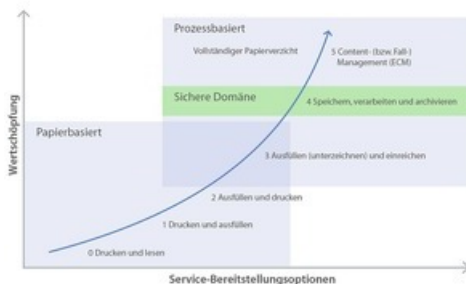 Prozessbasiert
Vollständiger Papierverzicht
5 Content- (bzw. Fall-)
Management (ECM)
Sichere Domäne
4 Speichern, verarbeiten und archivieren
Papierbasiert
3 Ausfüllen (unterzeichnen) und einreichen
2 Ausfüllen und drucken
1 Drucken und ausfüllen
0 Drucken und lesen
Wertschöpfung
Service-Bereitstellungsoptionen